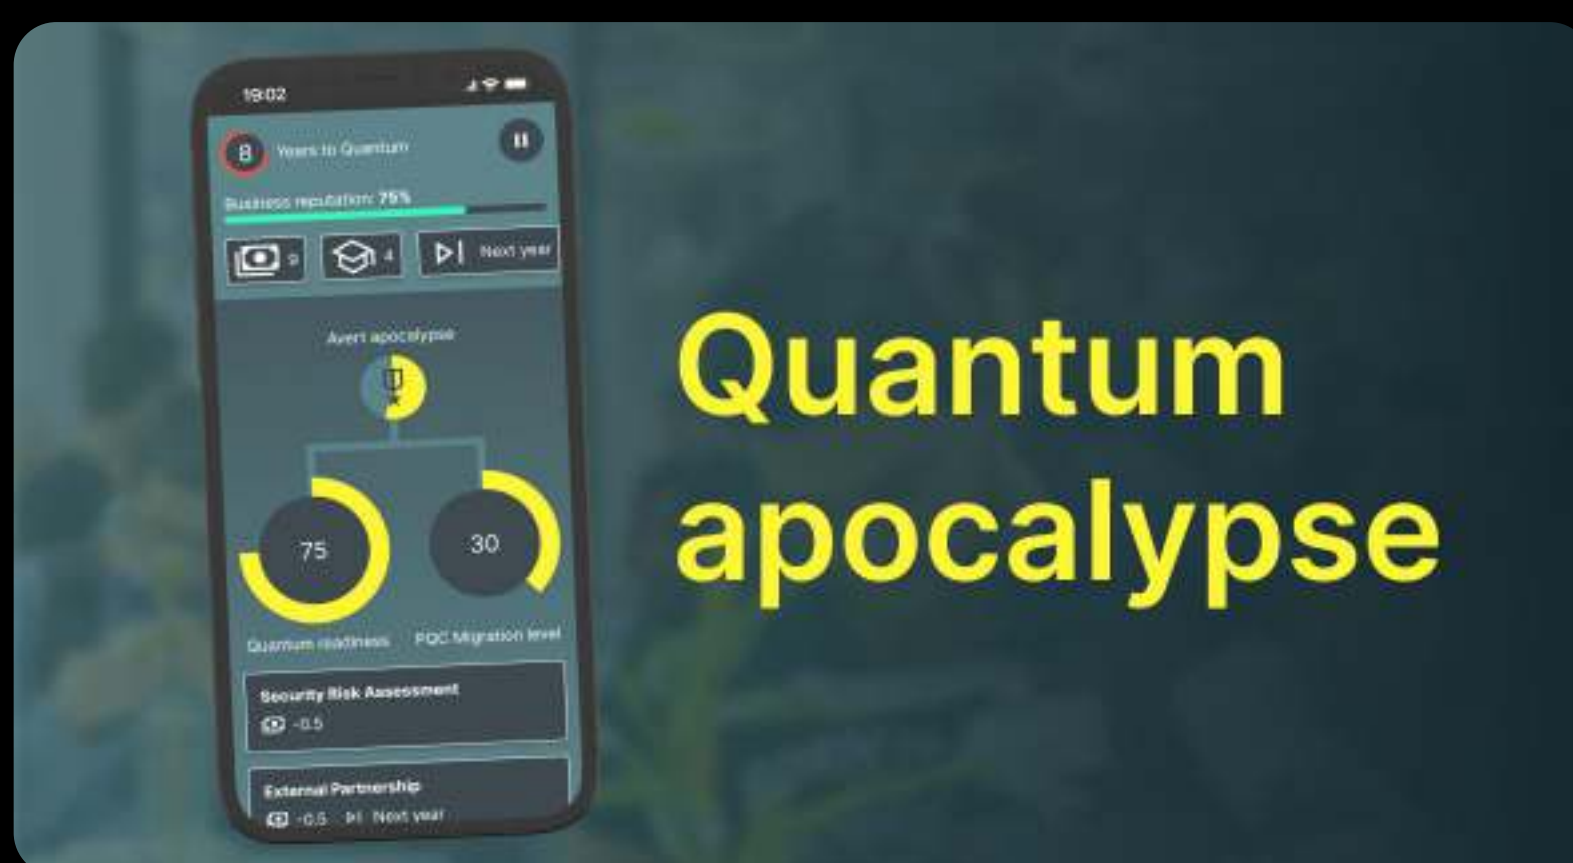 19:02
8 Years to Quantum
Business reputation: 75%
9 4 Next year
Avert apocalypse
75 30
Quantum readiness PQC Migration level
Security Risk Assessment
-0.5
External Partnership
-0.5 Next year
Quantum
apocalypse